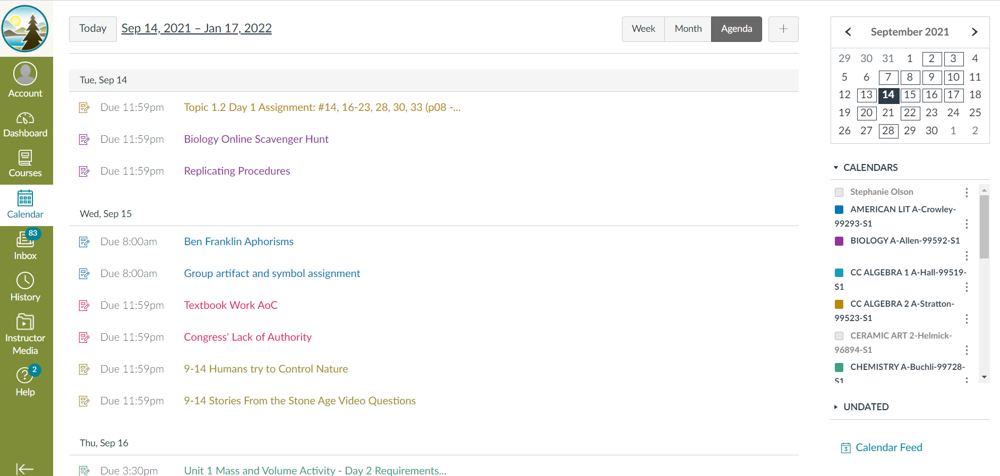 Account
Dashboard
Courses
Calendar
83
Inbox
History
Instructor
Media
2
Help
Today Sep 14, 2021 – Jan 17, 2022
Week Month Agenda +
Tue, Sep 14
Due 11:59pm Topic 1.2 Day 1 Assignment: #14, 16-23, 28, 30, 33 (p08 -...
Due 11:59pm Biology Online Scavenger Hunt
Due 11:59pm Replicating Procedures
Wed, Sep 15
Due 8:00am Ben Franklin Aphorisms
Due 8:00am Group artifact and symbol assignment
Due 11:59pm Textbook Work AoC
Due 11:59pm Congress' Lack of Authority
Due 11:59pm 9-14 Humans try to Control Nature
Due 11:59pm 9-14 Stories From the Stone Age Video Questions
Thu, Sep 16
Due 3:30pm Unit 1 Mass and Volume Activity - Day 2 Requirements...
September 2021
29 30 31 1 2 3 4
5 6 7 8 9 10 11
12 13 14 15 16 17 18
19 20 21 22 23 24 25
26 27 28 29 30 1 2
CALENDARS
Stephanie Olson
AMERICAN LIT A-Crowley-
99293-S1
BIOLOGY A-Allen-99592-S1
CC ALGEBRA 1 A-Hall-99519-
S1
CC ALGEBRA 2 A-Stratton-
99523-S1
CERAMIC ART 2-Helmick-
96894-S1
CHEMISTRY A-Buchli-99728-
S1
UNDATED
3 Calendar Feed